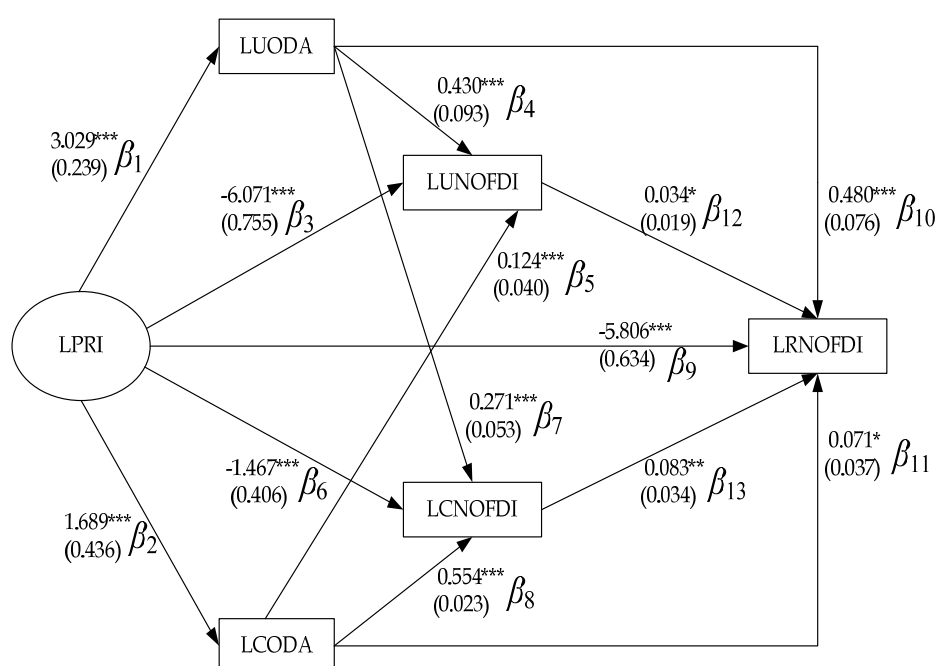 LUODA
0.430***
(0.093) β4
3.029***
(0.239) β1
LUNOFDI
-6.071***
(0.755) β3
0.034*
(0.019) β12
0.480***
(0.076) β10
0.124***
(0.040) β5
LPRI
-5.806***
(0.634) β9
LRNOFDI
0.271***
(0.053) β7
-1.467***
(0.406) β6
0.083**
(0.034) β13
0.071*
(0.037) β11
LCNOFDI
1.689***
(0.436) β2
0.554***
(0.023) β8
LCODA